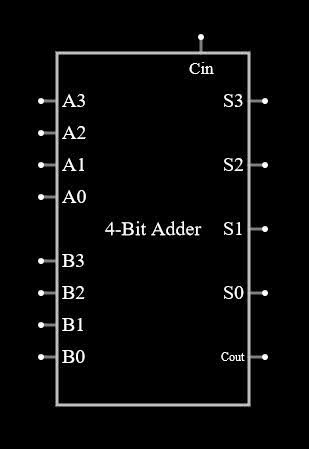 Cin
A3 S3
A2
A1 S2
A0
4-Bit Adder S1
B3
B2 S0
B1
B0 Cout